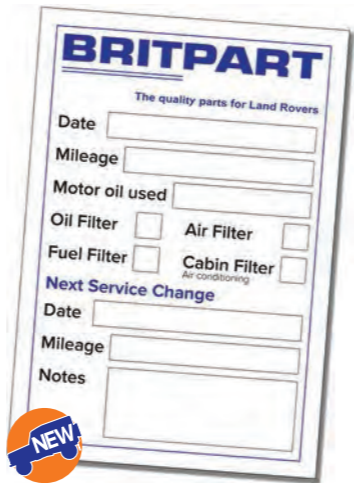 BRITPART
The quality parts for Land Rovers
Date
Mileage
Motor oil used
Oil Filter Air Filter
Fuel Filter Cabin Filter
Air conditioning
Next Service Change
Date
Mileage
Notes
NEW